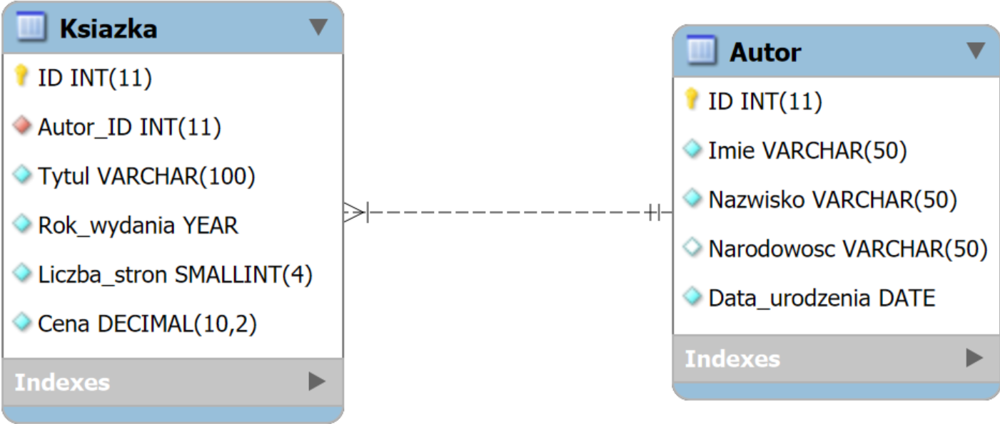 Ksiazka
ID INT(11)
Autor_ID INT(11)
Tytul VARCHAR(100)
Rok_wydania YEAR
Liczba_stron SMALLINT(4)
Cena DECIMAL(10,2)
Indexes
Autor
ID INT(11)
Imie VARCHAR(50)
Nazwisko VARCHAR(50)
Narodowosc VARCHAR(50)
Data_urodzenia DATE
Indexes